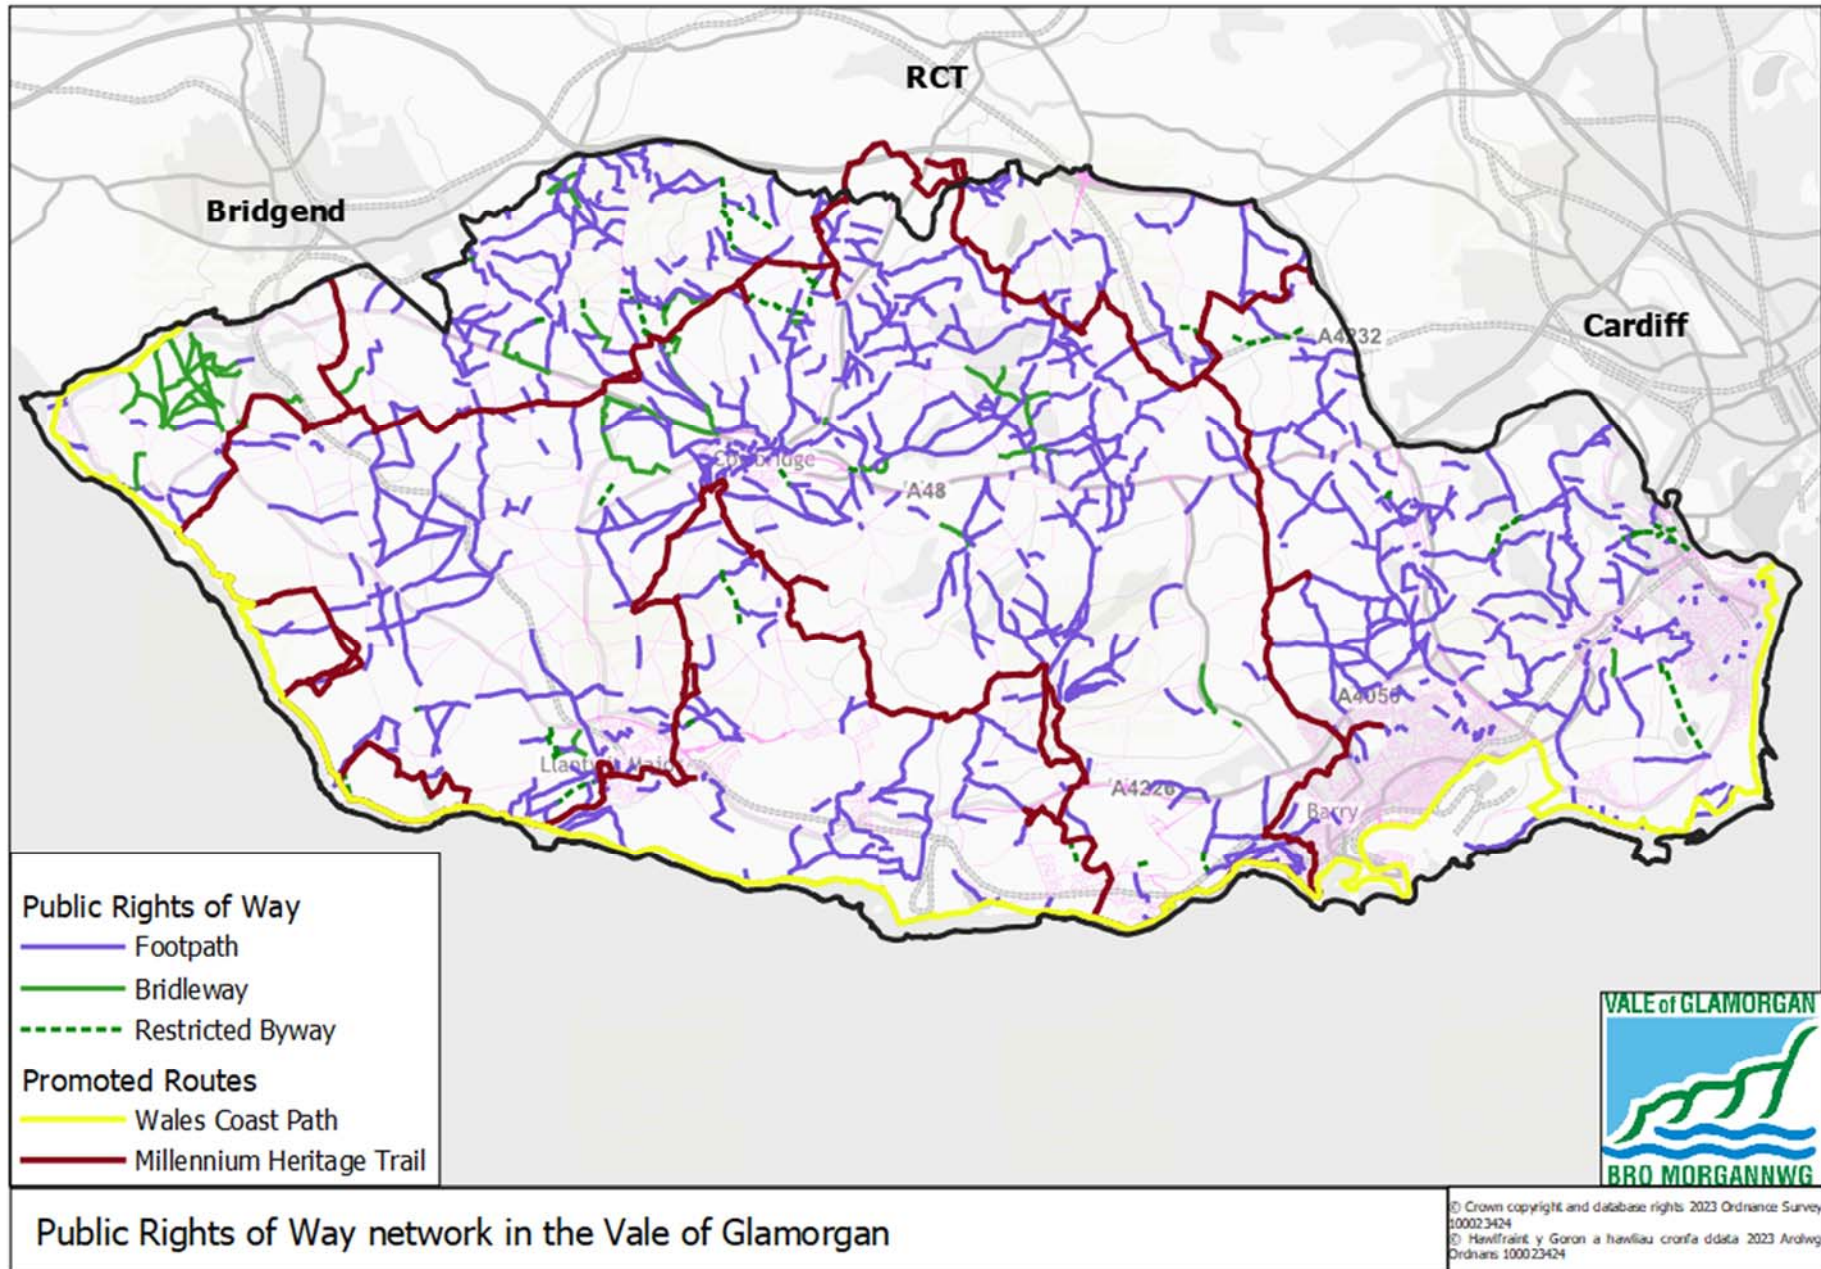 RCT
Bridgend
A4232
Cardiff
Cowbridge
A48
A4050
Llantwit Major
A4226
Barry
Public Rights of Way
Footpath
Bridleway
Restricted Byway
Promoted Routes
Wales Coast Path
Millennium Heritage Trail
VALE of GLAMORGAN
BRO MORGANNWG
Public Rights of Way network in the Vale of Glamorgan
© Crown copyright and database rights 2023 Ordnance Survey
100023424
© Hawlfraint y Goron a hawliau cronfa ddata 2023 Arolwg
Ordnans 100023424